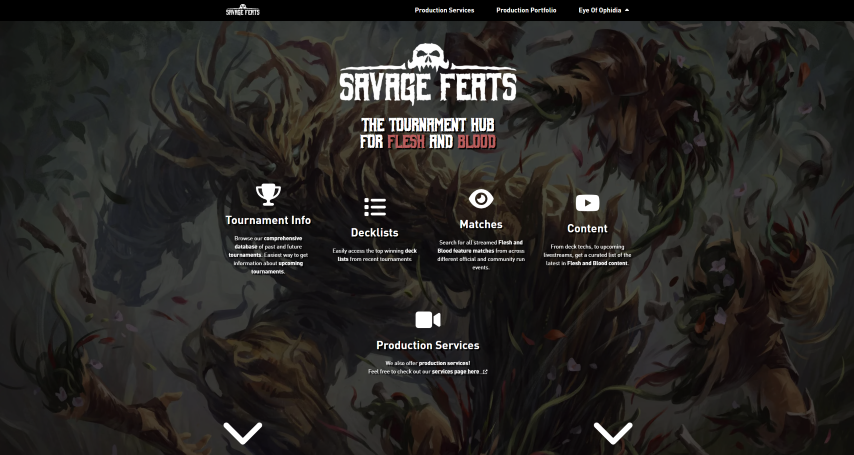 SAVAGE FEATS
Production Services
Production Portfolio
Eye Of Ophidia
SAVAGE FEATS
THE TOURNAMENT HUB
FOR FLESH AND BLOOD
Tournament Info
Browse our comprehensive
database of past and future
tournaments. Easiest way to get
information about upcoming
tournaments.
Decklists
Easily access the top winning deck
lists from recent tournaments.
Matches
Search for all streamed Flesh and
Blood feature matches from across
different official and community run
events.
Content
From deck techs, to upcoming
livestreams, get a curated list of the
latest in Flesh and Blood content.
Production Services
We also offer production services!
Feel free to check out our services page here